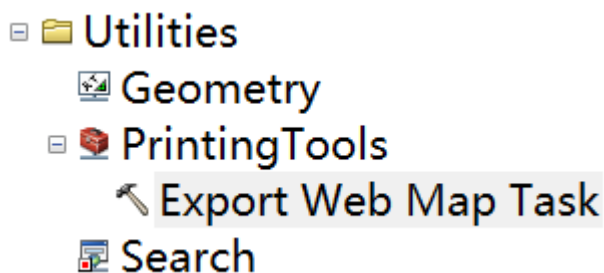 Utilities
Geometry
PrintingTools
Export Web Map Task
Search